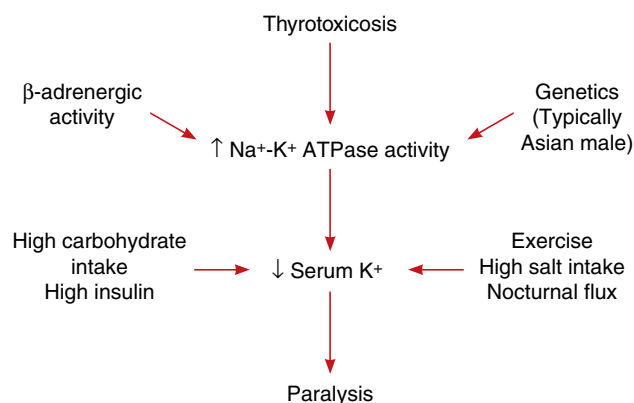 Thyrotoxicosis
β-adrenergic
activity
Genetics
(Typically
Asian male)
↑ Na⁺-K⁺ ATPase activity
High carbohydrate
intake
High insulin
↓ Serum K⁺
Exercise
High salt intake
Nocturnal flux
Paralysis